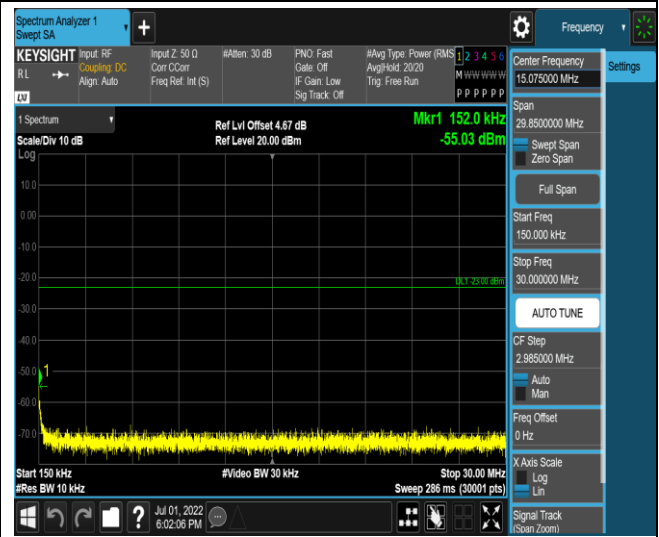 Spectrum Analyzer 1
Swept SA
Frequency
KEYSIGHT
RL
LXI
Input: RF
Coupling: DC
Align: Auto
Input Z: 50 Ω
Corr CCorr
Freq Ref: Int (S)
#Atten: 30 dB
PNO: Fast
Gate: Off
IF Gain: Low
Sig Track: Off
#Avg Type: Power (RMS
Avg|Hold: 20/20
Trig: Free Run
1 2 3 4 5 6
M W W W W W
P P P P P P
1 Spectrum
Scale/Div 10 dB
Log
Ref Lvl Offset 4.67 dB
Ref Level 20.00 dBm
Mkr1 152.0 kHz
-55.03 dBm
10.0
0.00
-10.0
-20.0
DL1 -23.00 dBm
-30.0
-40.0
-50.0
1
-60.0
-70.0
Start 150 kHz
#Res BW 10 kHz
#Video BW 30 kHz
Stop 30.00 MHz
Sweep 286 ms (30001 pts)
?
Jul 01, 2022
6:02:06 PM
Center Frequency
15.075000 MHz
Span
29.8500000 MHz
Swept Span
Zero Span
Full Span
Start Freq
150.000 kHz
Stop Freq
30.000000 MHz
AUTO TUNE
CF Step
2.985000 MHz
Auto
Man
Freq Offset
0 Hz
X Axis Scale
Log
Lin
Signal Track
(Span Zoom)
Settings